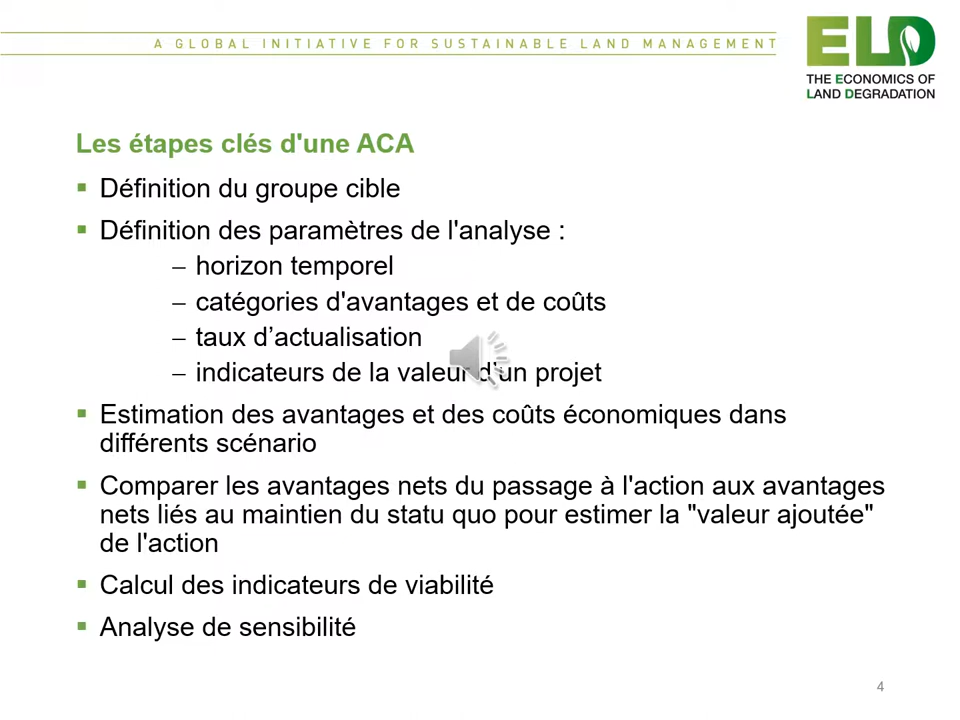 A GLOBAL INITIATIVE FOR SUSTAINABLE LAND MANAGEMENT
ELD
THE ECONOMICS OF
LAND DEGRADATION
Les étapes clés d'une ACA
▪ Définition du groupe cible
▪ Définition des paramètres de l'analyse :
– horizon temporel
– catégories d'avantages et de coûts
– taux d’actualisation
– indicateurs de la valeur d’un projet
▪ Estimation des avantages et des coûts économiques dans
différents scénario
▪ Comparer les avantages nets du passage à l'action aux avantages
nets liés au maintien du statu quo pour estimer la "valeur ajoutée"
de l'action
▪ Calcul des indicateurs de viabilité
▪ Analyse de sensibilité
4